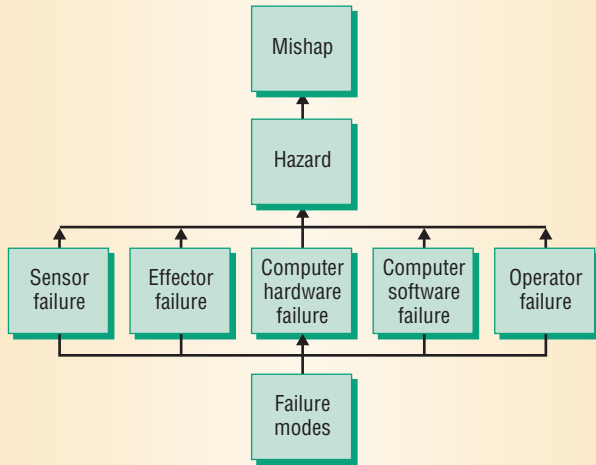 Mishap
Hazard
Sensor
failure
Effector
failure
Computer
hardware
failure
Computer
software
failure
Operator
failure
Failure
modes